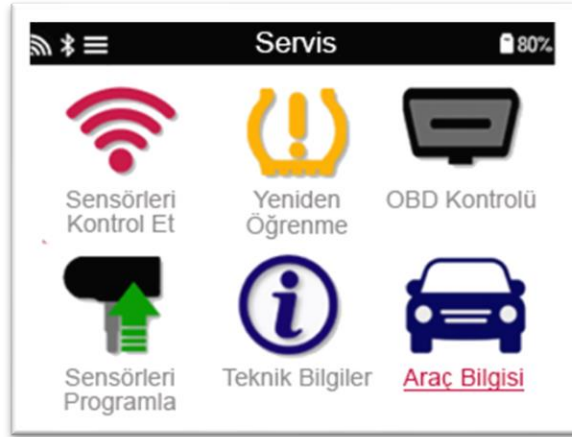 Servis
80%
Sensörleri
Kontrol Et
Yeniden
Öğrenme
OBD Kontrolü
Sensörleri
Programla
Teknik Bilgiler
Araç Bilgisi